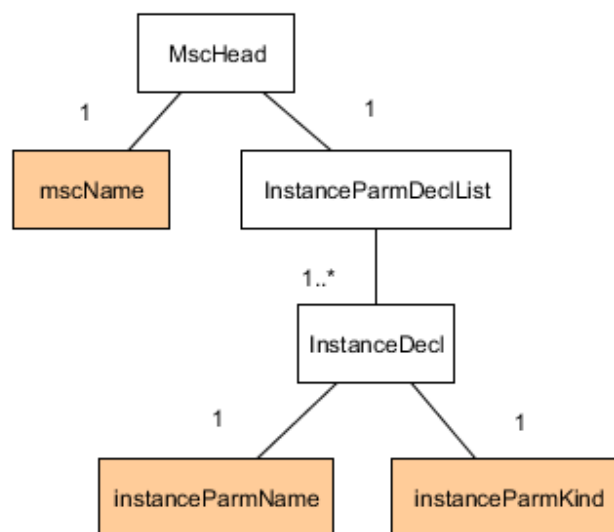 MscHead
1
1
mscName
InstanceParmDeclList
1..*
InstanceDecl
1
1
instanceParmName
instanceParmKind